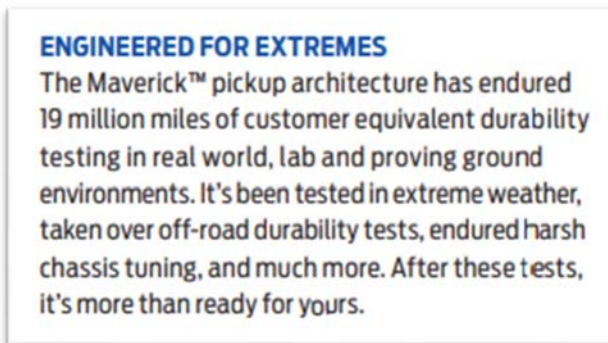 ENGINEERED FOR EXTREMES
The Maverick™ pickup architecture has endured
19 million miles of customer equivalent durability
testing in real world, lab and proving ground
environments. It's been tested in extreme weather,
taken over off-road durability tests, endured harsh
chassis tuning, and much more. After these tests,
it's more than ready for yours.